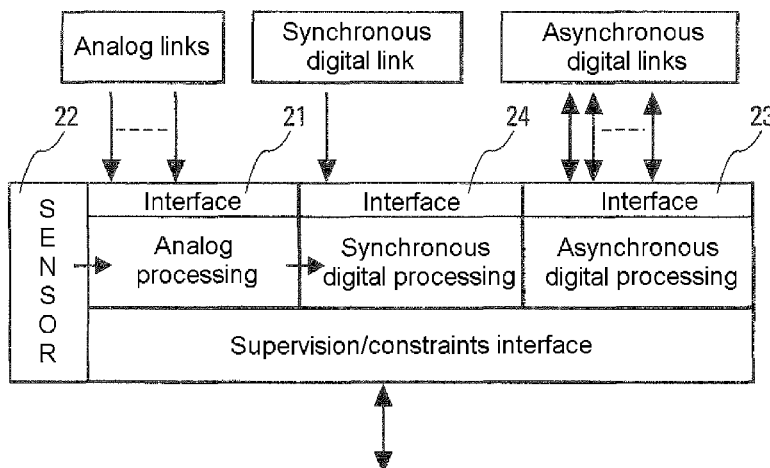 Analog links
Synchronous
digital link
Asynchronous
digital links
22
21
24
23
SENSOR
Interface
Interface
Interface
Analog
processing
Synchronous
digital processing
Asynchronous
digital processing
Supervision/constraints interface